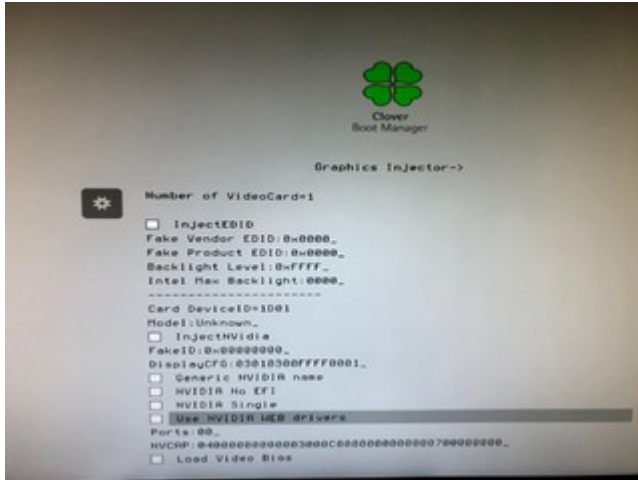 Clover
Boot Manager
Graphics Injector->
Number of VideoCard=1
InjectEDID
Fake Vendor EDID:0x0000_
Fake Product EDID:0x0000_
Backlight Level:0xFFFF_
Intel Max Backlight:0000_
----------------------
Card DeviceID=1D01
Model:Unknown_
InjectNVidia
FakeID:0x00000000_
DisplayCFG:03010300FFFF0001_
Generic NVIDIA name
NVIDIA No EFI
NVIDIA Single
Use NVIDIA WEB drivers
Ports:00_
Load Video Bios